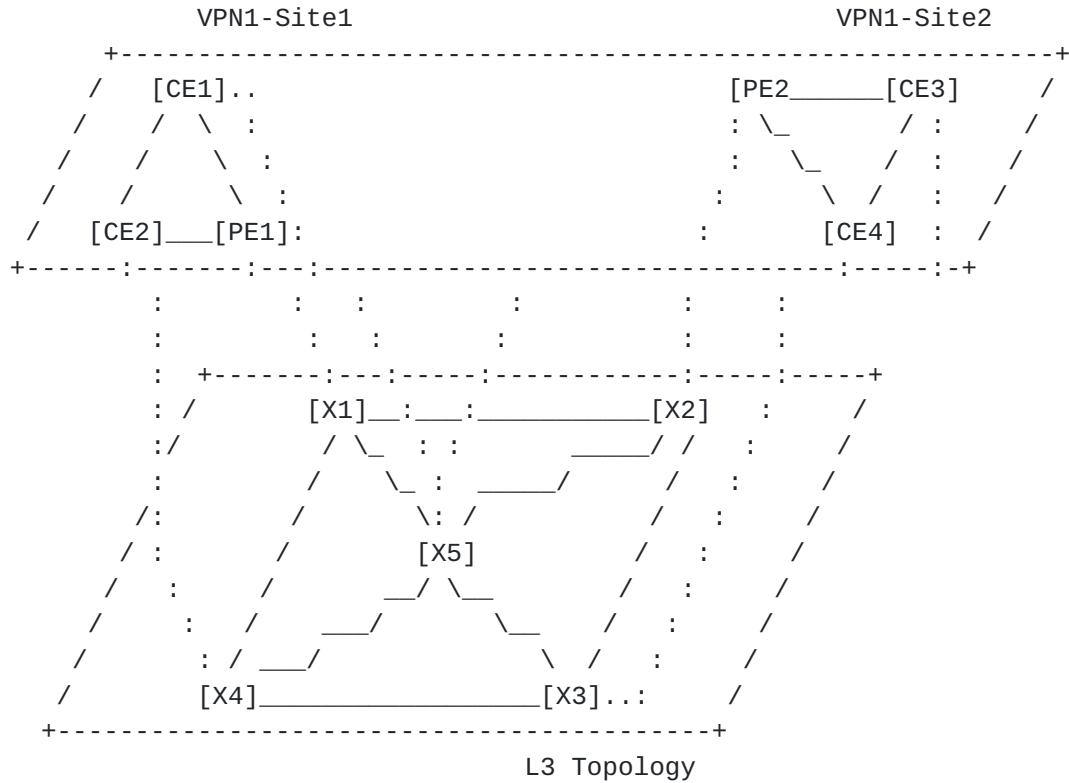 VPN1-Site1 VPN1-Site2
[CE1] [PE2 [CE3]
[CE2] [PE1] [CE4]
[X1] [X2]
[X5]
[X4] [X3]
L3 Topology